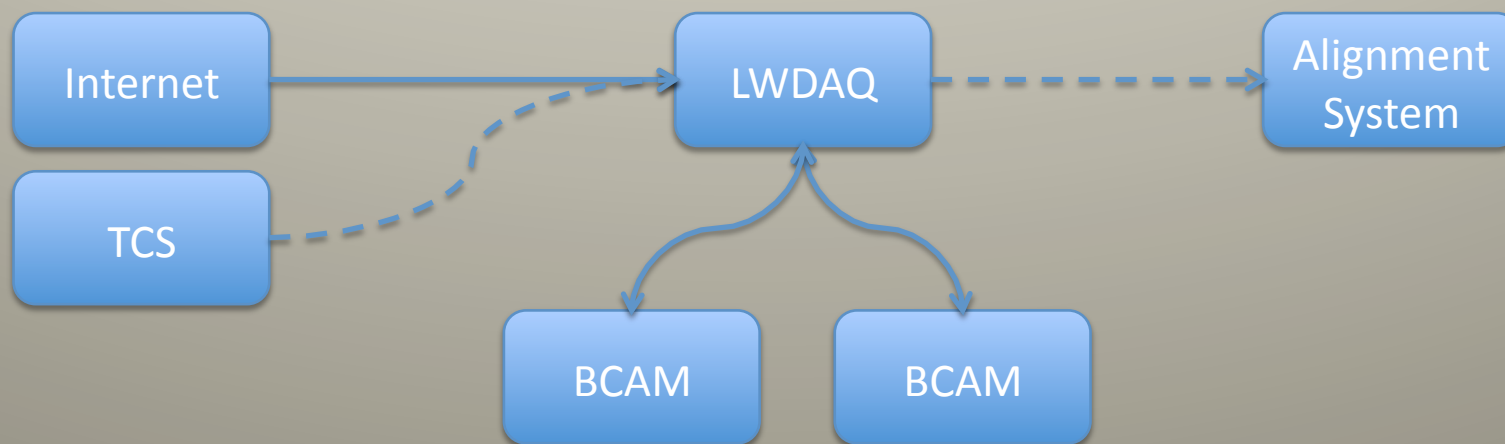 Internet
LWDAQ
Alignment
System
TCS
BCAM
BCAM